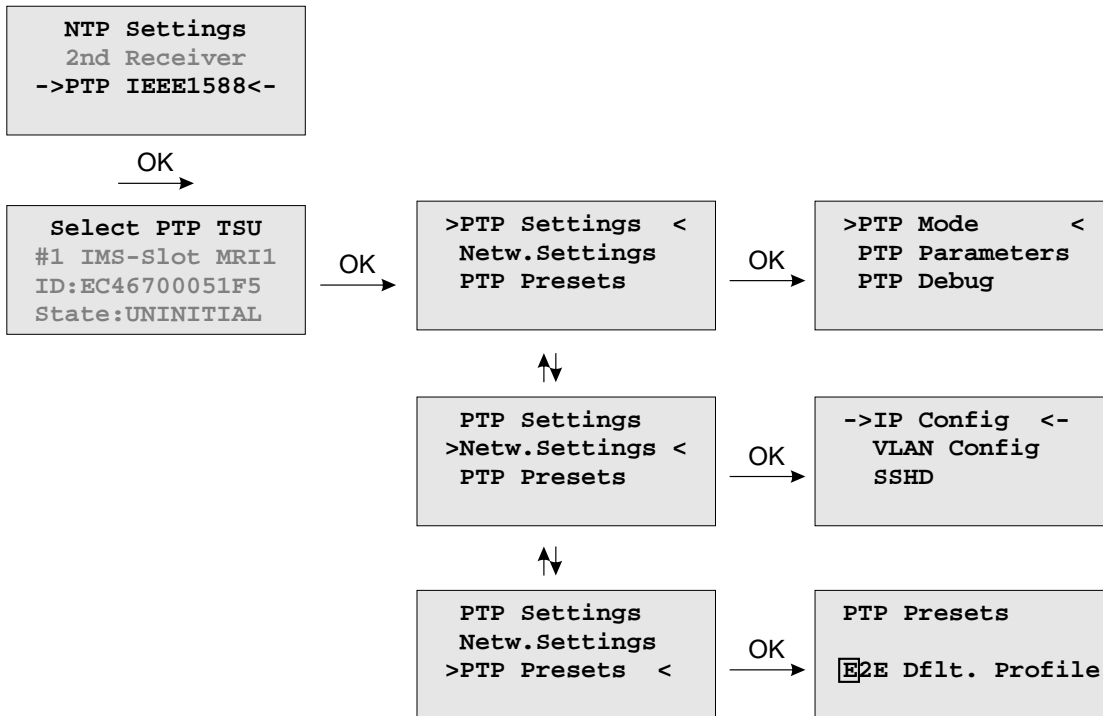 NTP Settings
2nd Receiver
->PTP IEEE1588<-
OK
Select PTP TSU
#1 IMS-Slot MRI1
ID:EC46700051F5
State:UNINITIAL
OK
>PTP Settings <
Netw.Settings
PTP Presets
OK
>PTP Mode <
PTP Parameters
PTP Debug
PTP Settings
>Netw.Settings <
PTP Presets
OK
->IP Config <-
VLAN Config
SSHD
PTP Settings
Netw.Settings
>PTP Presets <
OK
PTP Presets
E2E Dflt. Profile